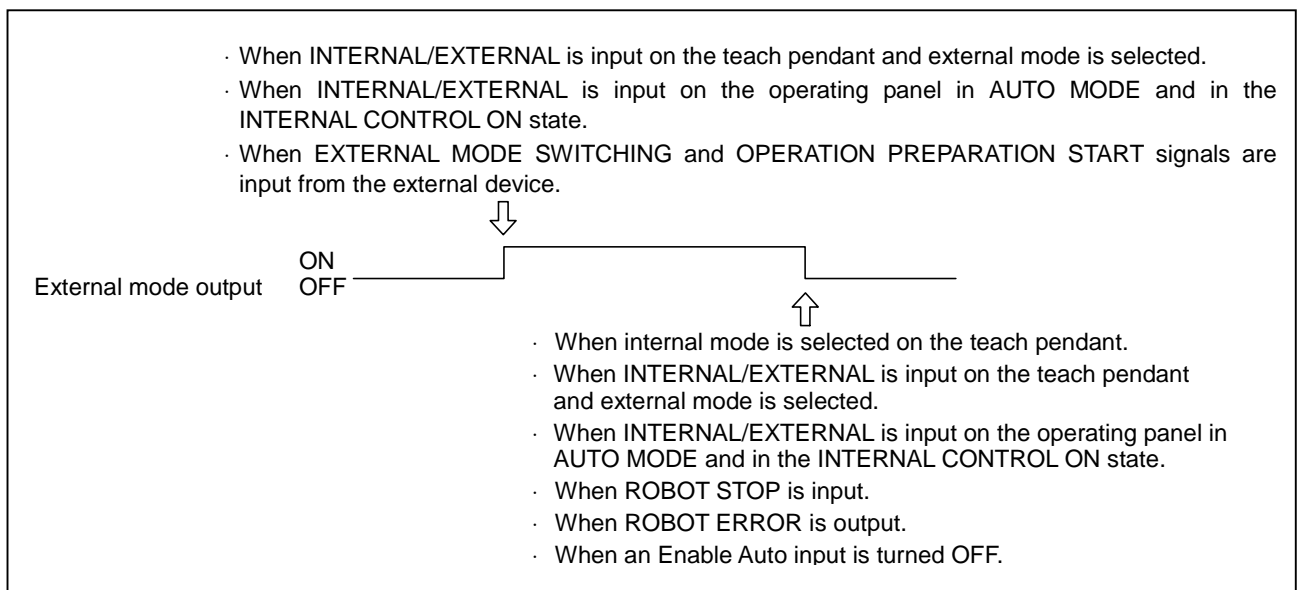 · When INTERNAL/EXTERNAL is input on the teach pendant and external mode is selected.
· When INTERNAL/EXTERNAL is input on the operating panel in AUTO MODE and in the
INTERNAL CONTROL ON state.
· When EXTERNAL MODE SWITCHING and OPERATION PREPARATION START signals are
input from the external device.
ON
External mode output OFF
· When internal mode is selected on the teach pendant.
· When INTERNAL/EXTERNAL is input on the teach pendant
and external mode is selected.
· When INTERNAL/EXTERNAL is input on the operating panel in
AUTO MODE and in the INTERNAL CONTROL ON state.
· When ROBOT STOP is input.
· When ROBOT ERROR is output.
· When an Enable Auto input is turned OFF.